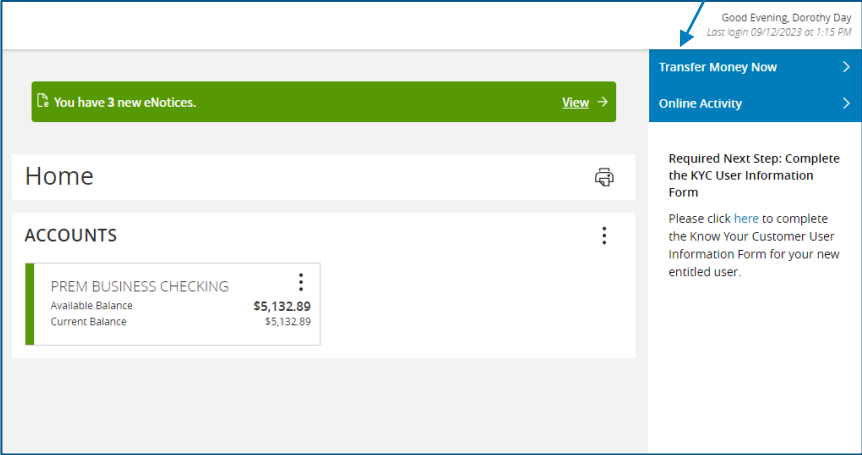 Good Evening, Dorothy Day
Last login 09/12/2023 at 1:15 PM
Transfer Money Now
Online Activity
You have 3 new eNotices.
View
Home
ACCOUNTS
PREM BUSINESS CHECKING
Available Balance $5,132.89
Current Balance $5,132.89
Required Next Step: Complete
the KYC User Information
Form
Please click here to complete
the Know Your Customer User
Information Form for your new
entitled user.